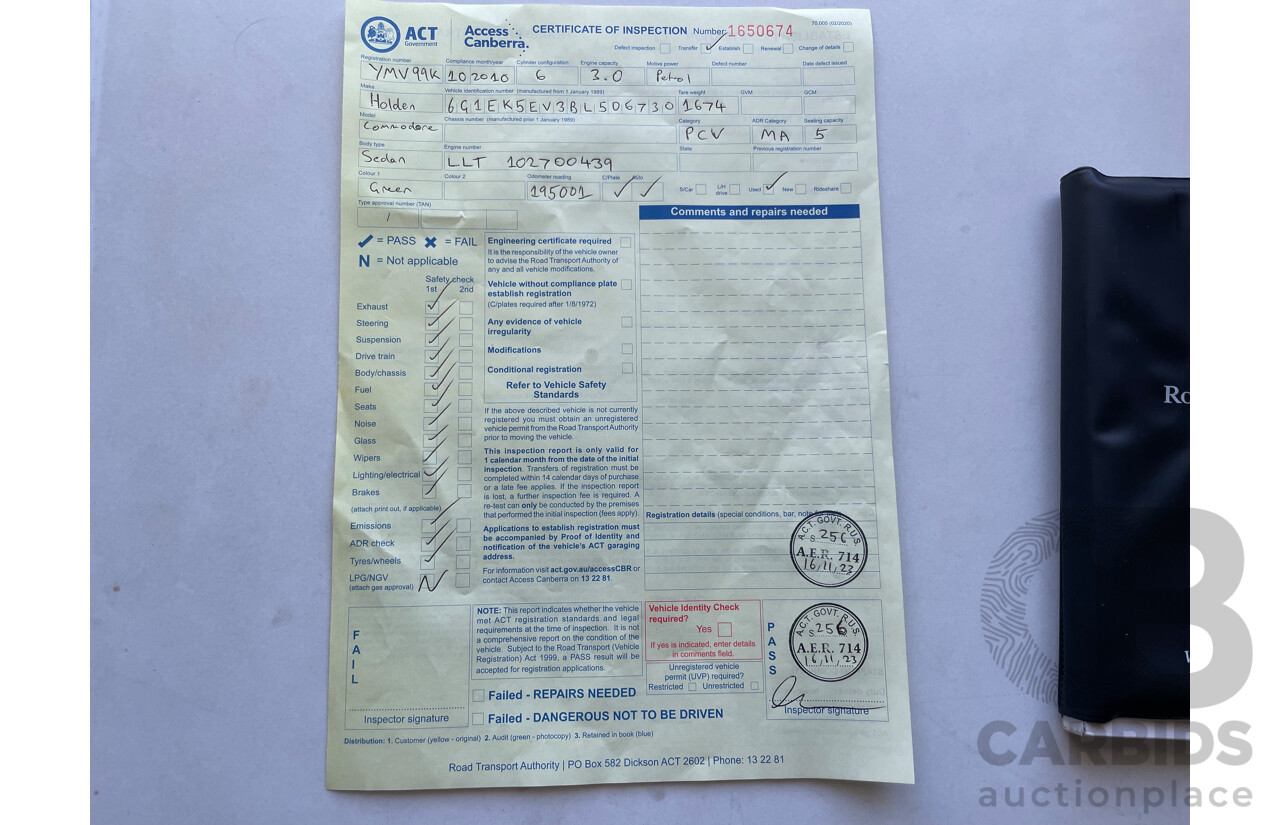 70.005 (02/2020)
ACT Government
Access Canberra.
CERTIFICATE OF INSPECTION Number 1650674
Defect inspection Transfer Establish Renewal Change of details
Registration number Compliance month/year Cylinder configuration Engine capacity Motive power Defect number Date defect issued
YMV99K 10 2010 6 3.0 Petrol
Make Vehicle identification number (manufactured from 1 January 1989) Tare weight GVM GCM
Holden 6G1EK5EV3BL506730 1674
Model Chassis number (manufactured prior 1 January 1989) Category ADR Category Seating capacity
Commodore PCV MA 5
Body type Engine number State Previous registration number
Sedan LLT 102700439
Colour 1 Colour 2 Odometer reading C/Plate Auto
Green 195001 S/Car L/H drive Used New Rideshare
Type approval number (TAN)
/
Comments and repairs needed
= PASS = FAIL
N = Not applicable
Safety check
1st 2nd
Exhaust
Steering
Suspension
Drive train
Body/chassis
Fuel
Seats
Noise
Glass
Wipers
Lighting/electrical
Brakes
(attach print out, if applicable)
Emissions
ADR check
Tyres/wheels
LPG/NGV N
(attach gas approval)
Engineering certificate required
It is the responsibility of the vehicle owner
to advise the Road Transport Authority of
any and all vehicle modifications.
Vehicle without compliance plate
establish registration
(C/plates required after 1/8/1972)
Any evidence of vehicle
irregularity
Modifications
Conditional registration
Refer to Vehicle Safety
Standards
If the above described vehicle is not currently
registered you must obtain an unregistered
vehicle permit from the Road Transport Authority
prior to moving the vehicle.
This inspection report is only valid for
1 calendar month from the date of the initial
inspection. Transfers of registration must be
completed within 14 calendar days of purchase
or a late fee applies. If the inspection report
is lost, a further inspection fee is required. A
re-test can only be conducted by the premises
that performed the initial inspection (fees apply).
Applications to establish registration must
be accompanied by Proof of Identity and
notification of the vehicle's ACT garaging
address.
For information visit act.gov.au/accessCBR or
contact Access Canberra on 13 22 81.
Registration details (special conditions, bar, note
A.C.T. GOVT. R.U.S.
S 256
A.E.R. 714
16,11,23
FAIL
Inspector signature
NOTE: This report indicates whether the vehicle
met ACT registration standards and legal
requirements at the time of inspection. It is not
a comprehensive report on the condition of the
vehicle. Subject to the Road Transport (Vehicle
Registration) Act 1999, a PASS result will be
accepted for registration applications.
Failed - REPAIRS NEEDED
Failed - DANGEROUS NOT TO BE DRIVEN
Vehicle Identity Check
required?
Yes
If yes is indicated, enter details
in comments field.
Unregistered vehicle
permit (UVP) required?
Restricted Unrestricted
PASS
A.C.T. GOVT. R.U.S.
S 256
A.E.R. 714
16,11,23
Inspector signature
Distribution: 1. Customer (yellow - original) 2. Audit (green - photocopy) 3. Retained in book (blue)
Road Transport Authority | PO Box 582 Dickson ACT 2602 | Phone: 13 22 81
Ro
CARBIDS
auctionplace